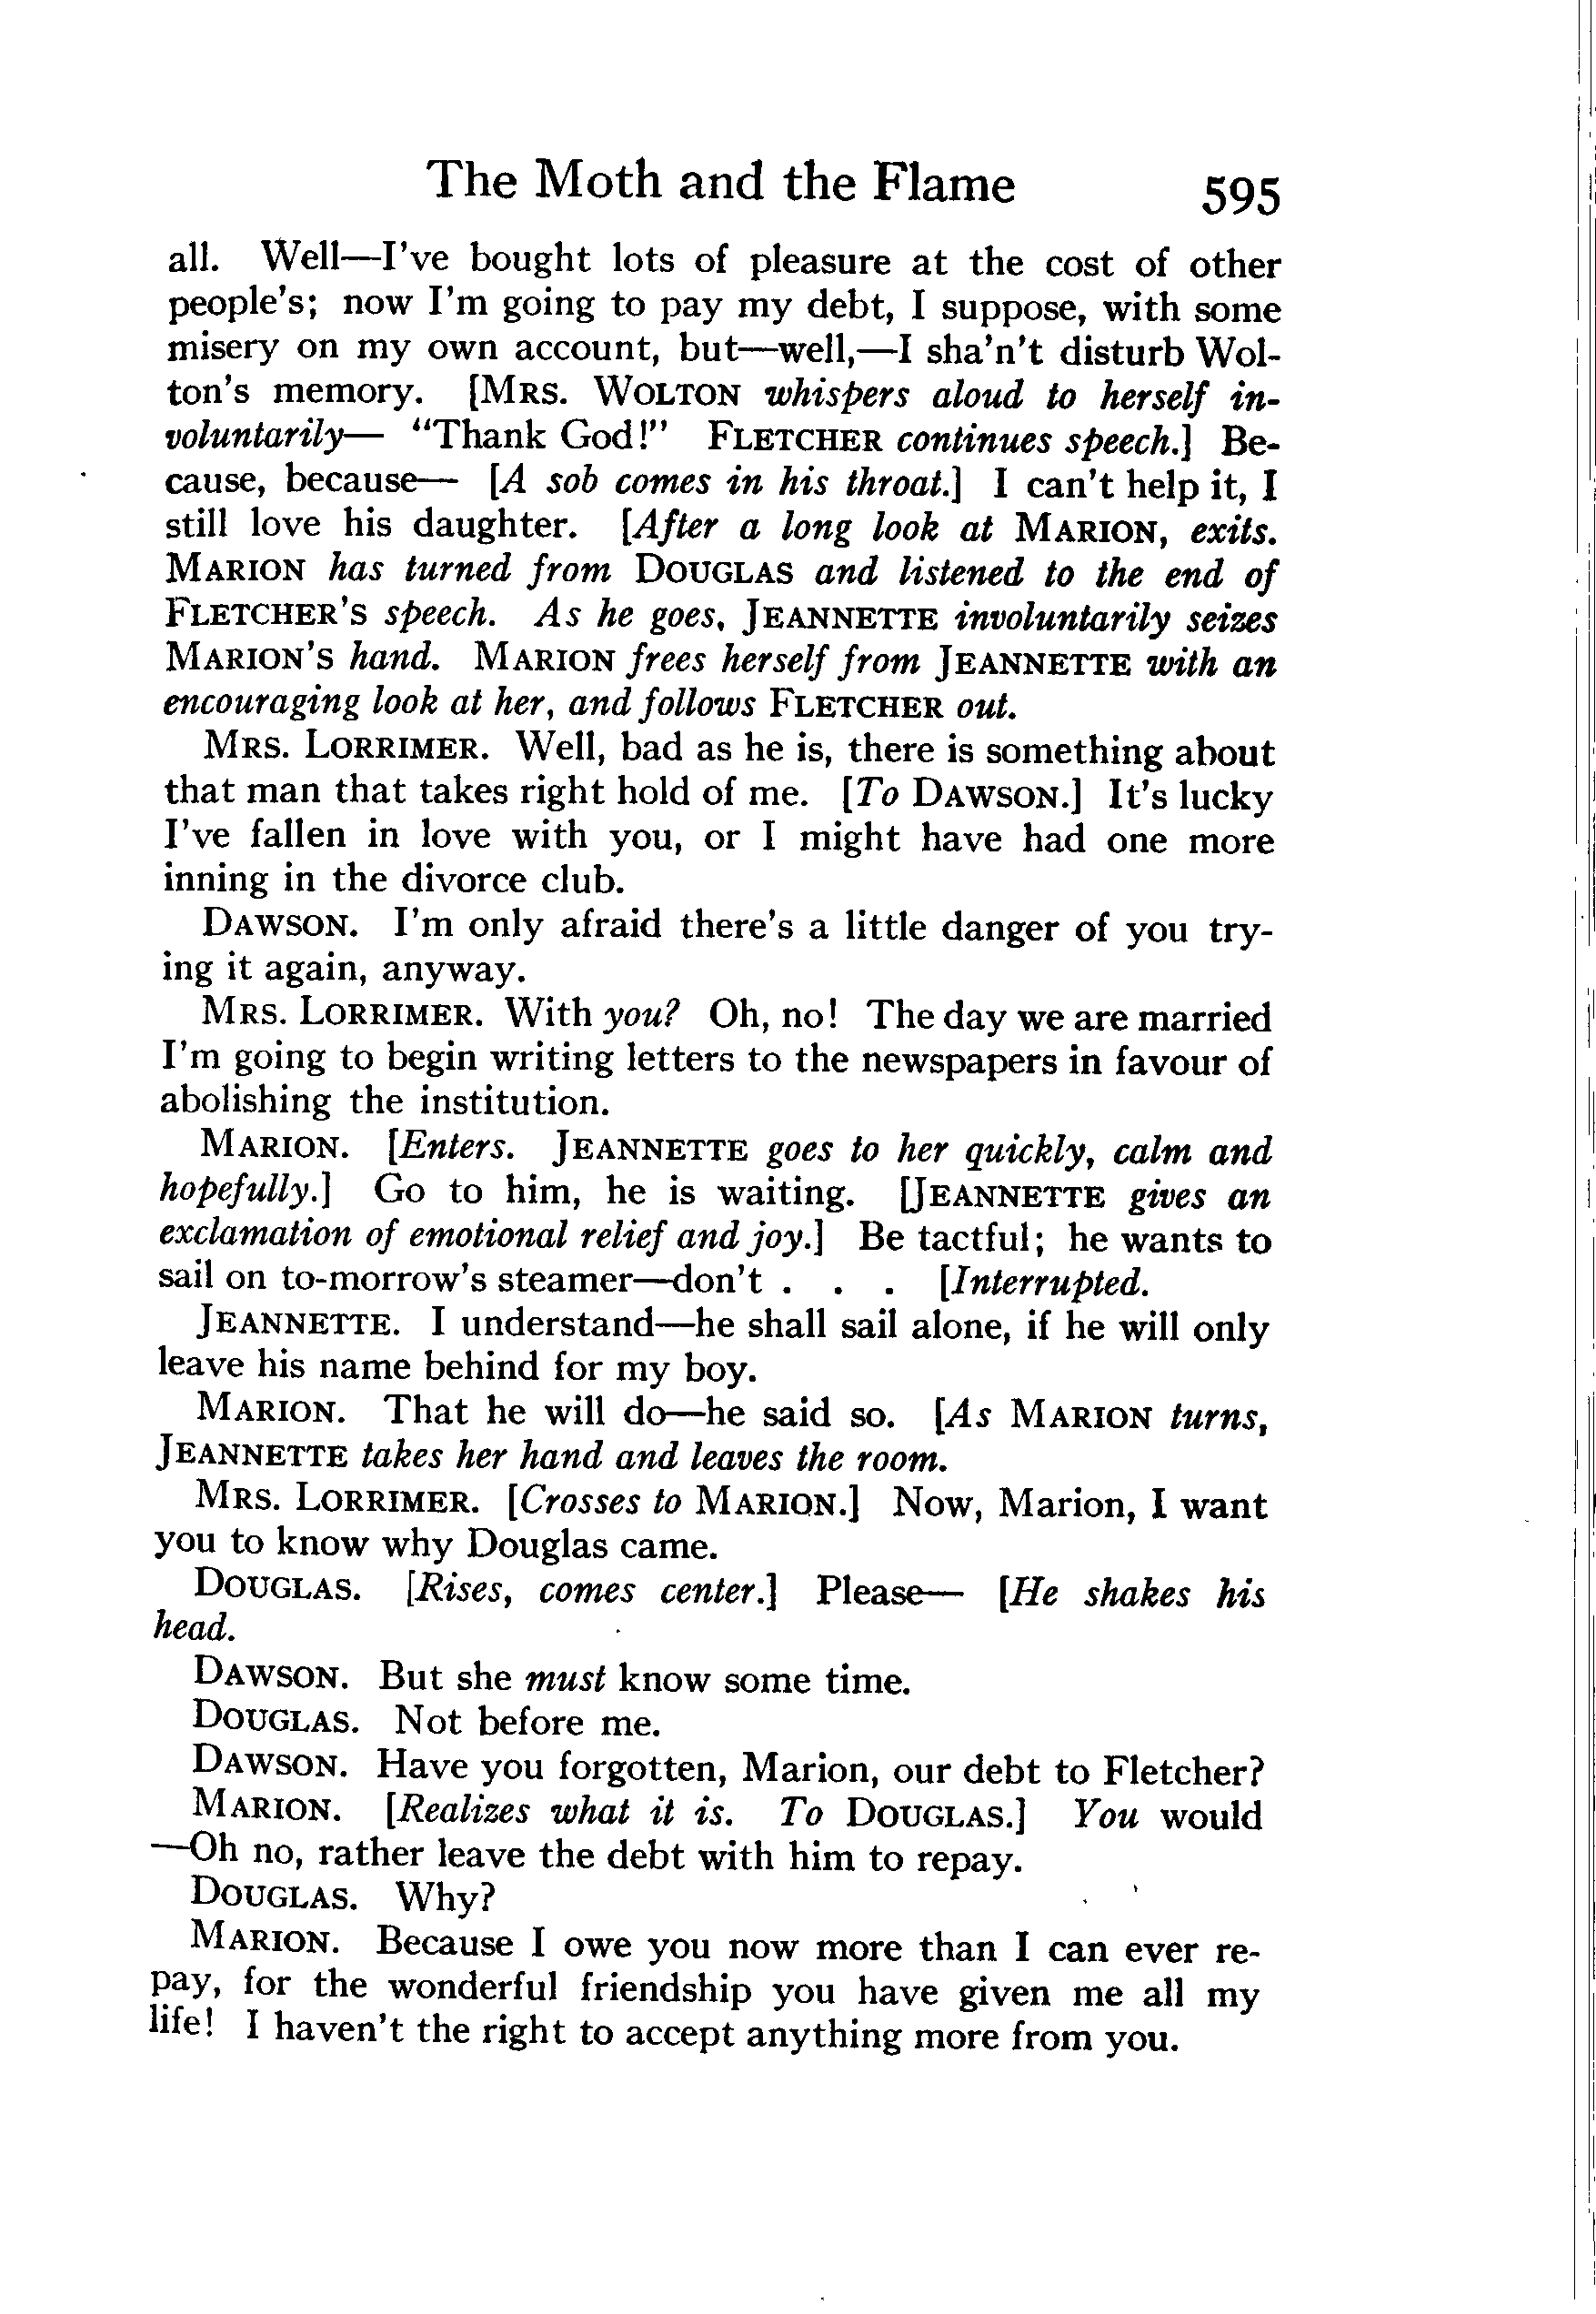 The Moth and the Flame 595
all. Well—I've bought lots of pleasure at the cost of other
people's; now I'm going to pay my debt, I suppose, with some
misery on my own account, but—well,—I sha'n't disturb Wol-
ton's memory. [MRS. WOLTON whispers aloud to herself in-
voluntarily— "Thank God!" FLETCHER continues speech.] Be-
cause, because— [A sob comes in his throat.] I can't help it, I
still love his daughter. [After a long look at MARION, exits.
MARION has turned from DOUGLAS and listened to the end of
FLETCHER'S speech. As he goes, JEANNETTE involuntarily seizes
MARION'S hand. MARION frees herself from JEANNETTE with an
encouraging look at her, and follows FLETCHER out.
MRS. LORRIMER. Well, bad as he is, there is something about
that man that takes right hold of me. [To DAWSON.] It's lucky
I've fallen in love with you, or I might have had one more
inning in the divorce club.
DAWSON. I'm only afraid there's a little danger of you try-
ing it again, anyway.
MRS. LORRIMER. With you? Oh, no! The day we are married
I'm going to begin writing letters to the newspapers in favour of
abolishing the institution.
MARION. [Enters. JEANNETTE goes to her quickly, calm and
hopefully.] Go to him, he is waiting. [JEANNETTE gives an
exclamation of emotional relief and joy.] Be tactful; he wants to
sail on to-morrow's steamer—don't . . . [Interrupted.
JEANNETTE. I understand—he shall sail alone, if he will only
leave his name behind for my boy.
MARION. That he will do—he said so. [As MARION turns,
JEANNETTE takes her hand and leaves the room.
MRS. LORRIMER. [Crosses to MARION.] Now, Marion, I want
you to know why Douglas came.
DOUGLAS. [Rises, comes center.] Please— [He shakes his
head.
DAWSON. But she must know some time.
DOUGLAS. Not before me.
DAWSON. Have you forgotten, Marion, our debt to Fletcher?
MARION. [Realizes what it is. To DOUGLAS.] You would
—Oh no, rather leave the debt with him to repay.
DOUGLAS. Why?
MARION. Because I owe you now more than I can ever re-
pay, for the wonderful friendship you have given me all my
life! I haven't the right to accept anything more from you.